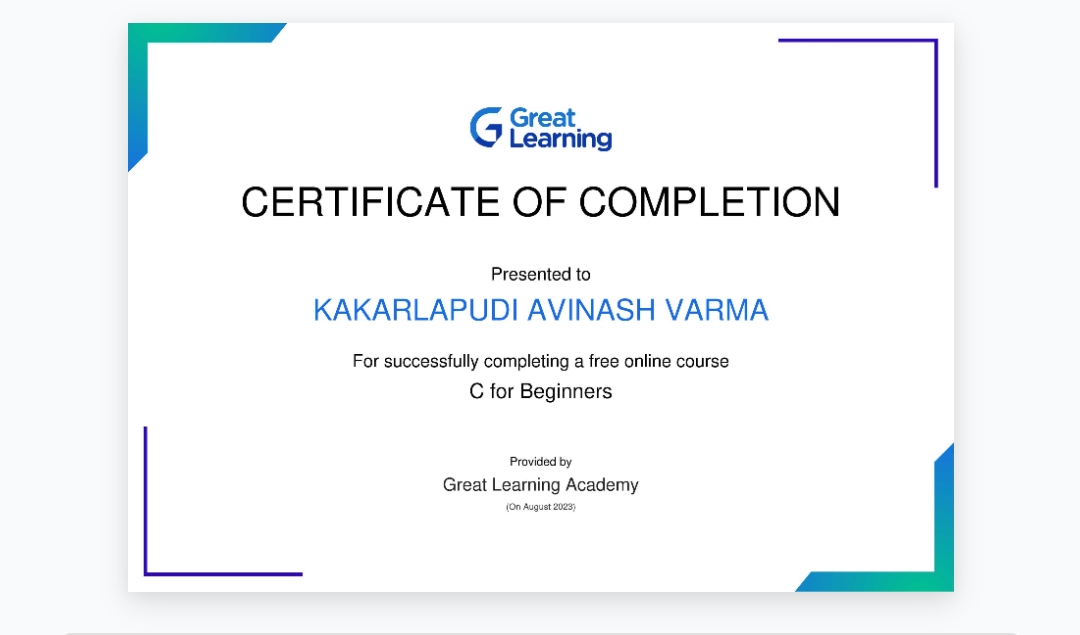 Great
Learning
CERTIFICATE OF COMPLETION
Presented to
KAKARLAPUDI AVINASH VARMA
For successfully completing a free online course
C for Beginners
Provided by
Great Learning Academy
(On August 2023)